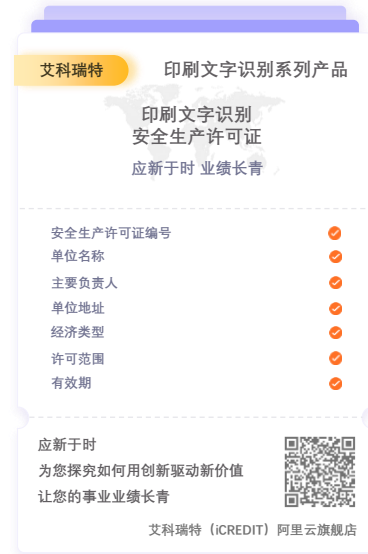 艾科瑞特
印刷文字识别系列产品
印刷文字识别
安全生产许可证
应新于时 业绩长青
安全生产许可证编号
单位名称
主要负责人
单位地址
经济类型
许可范围
有效期
应新于时
为您探究如何用创新驱动新价值
让您的事业业绩长青
艾科瑞特（iCREDIT）阿里云旗舰店